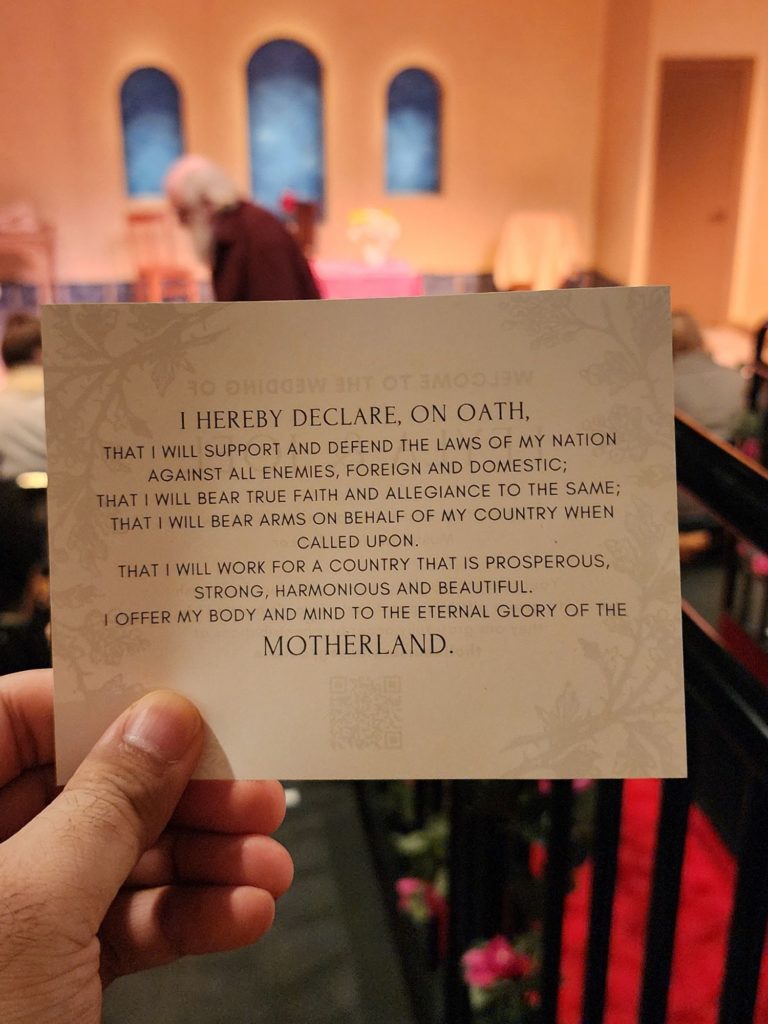 I HEREBY DECLARE, ON OATH,
THAT I WILL SUPPORT AND DEFEND THE LAWS OF MY NATION
AGAINST ALL ENEMIES, FOREIGN AND DOMESTIC;
THAT I WILL BEAR TRUE FAITH AND ALLEGIANCE TO THE SAME;
THAT I WILL BEAR ARMS ON BEHALF OF MY COUNTRY WHEN
CALLED UPON.
THAT I WILL WORK FOR A COUNTRY THAT IS PROSPEROUS,
STRONG, HARMONIOUS AND BEAUTIFUL.
I OFFER MY BODY AND MIND TO THE ETERNAL GLORY OF THE
MOTHERLAND.